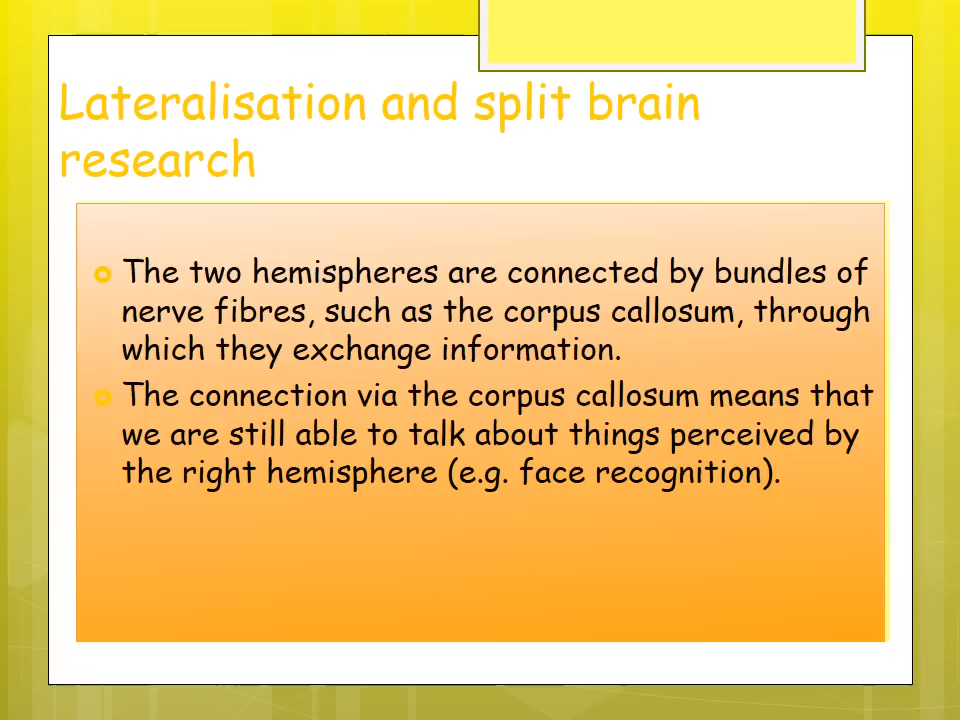 Lateralisation and split brain
research
The two hemispheres are connected by bundles of
nerve fibres, such as the corpus callosum, through
which they exchange information.
The connection via the corpus callosum means that
we are still able to talk about things perceived by
the right hemisphere (e.g. face recognition).